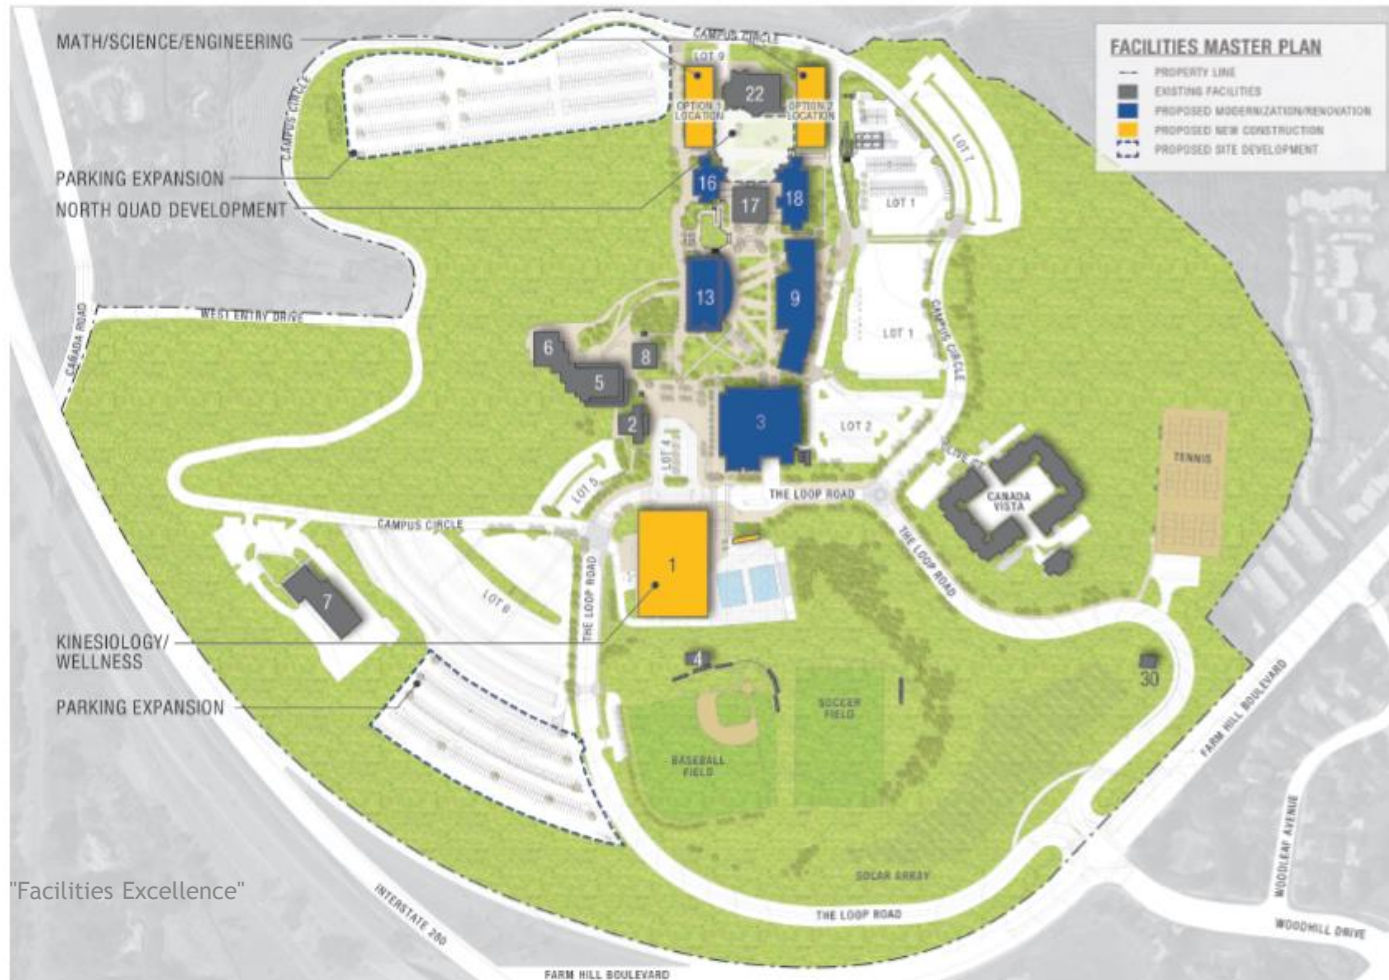 MATH/SCIENCE/ENGINEERING
PARKING EXPANSION
NORTH QUAD DEVELOPMENT
KINESIOLOGY/
WELLNESS
PARKING EXPANSION
FACILITIES MASTER PLAN
PROPERTY LINE
EXISTING FACILITIES
PROPOSED MODERNIZATION/RENOVATION
PROPOSED NEW CONSTRUCTION
PROPOSED SITE DEVELOPMENT
CAMPUS CIRCLE
LOT 9
CAMPUS CIRCLE
22
OPTION 1
LOCATION
OPTION 2
LOCATION
LOT 7
16
17
18
LOT 1
13
9
LOT 1
CAMPUS CIRCLE
WEST ENTRY DRIVE
CANADA ROAD
6
8
5
2
3
LOT 2
LOT 4
LOT 5
OLIVE CT
CANADA
VISTA
TENNIS
THE LOOP ROAD
CAMPUS CIRCLE
THE LOOP ROAD
1
7
LOT 6
THE LOOP ROAD
4
30
SOCCER
FIELD
BASEBALL
FIELD
FARM HILL BOULEVARD
WOODLEAF AVENUE
SOLAR ARRAY
"Facilities Excellence"
INTERSTATE 280
THE LOOP ROAD
WOODHILL DRIVE
FARM HILL BOULEVARD